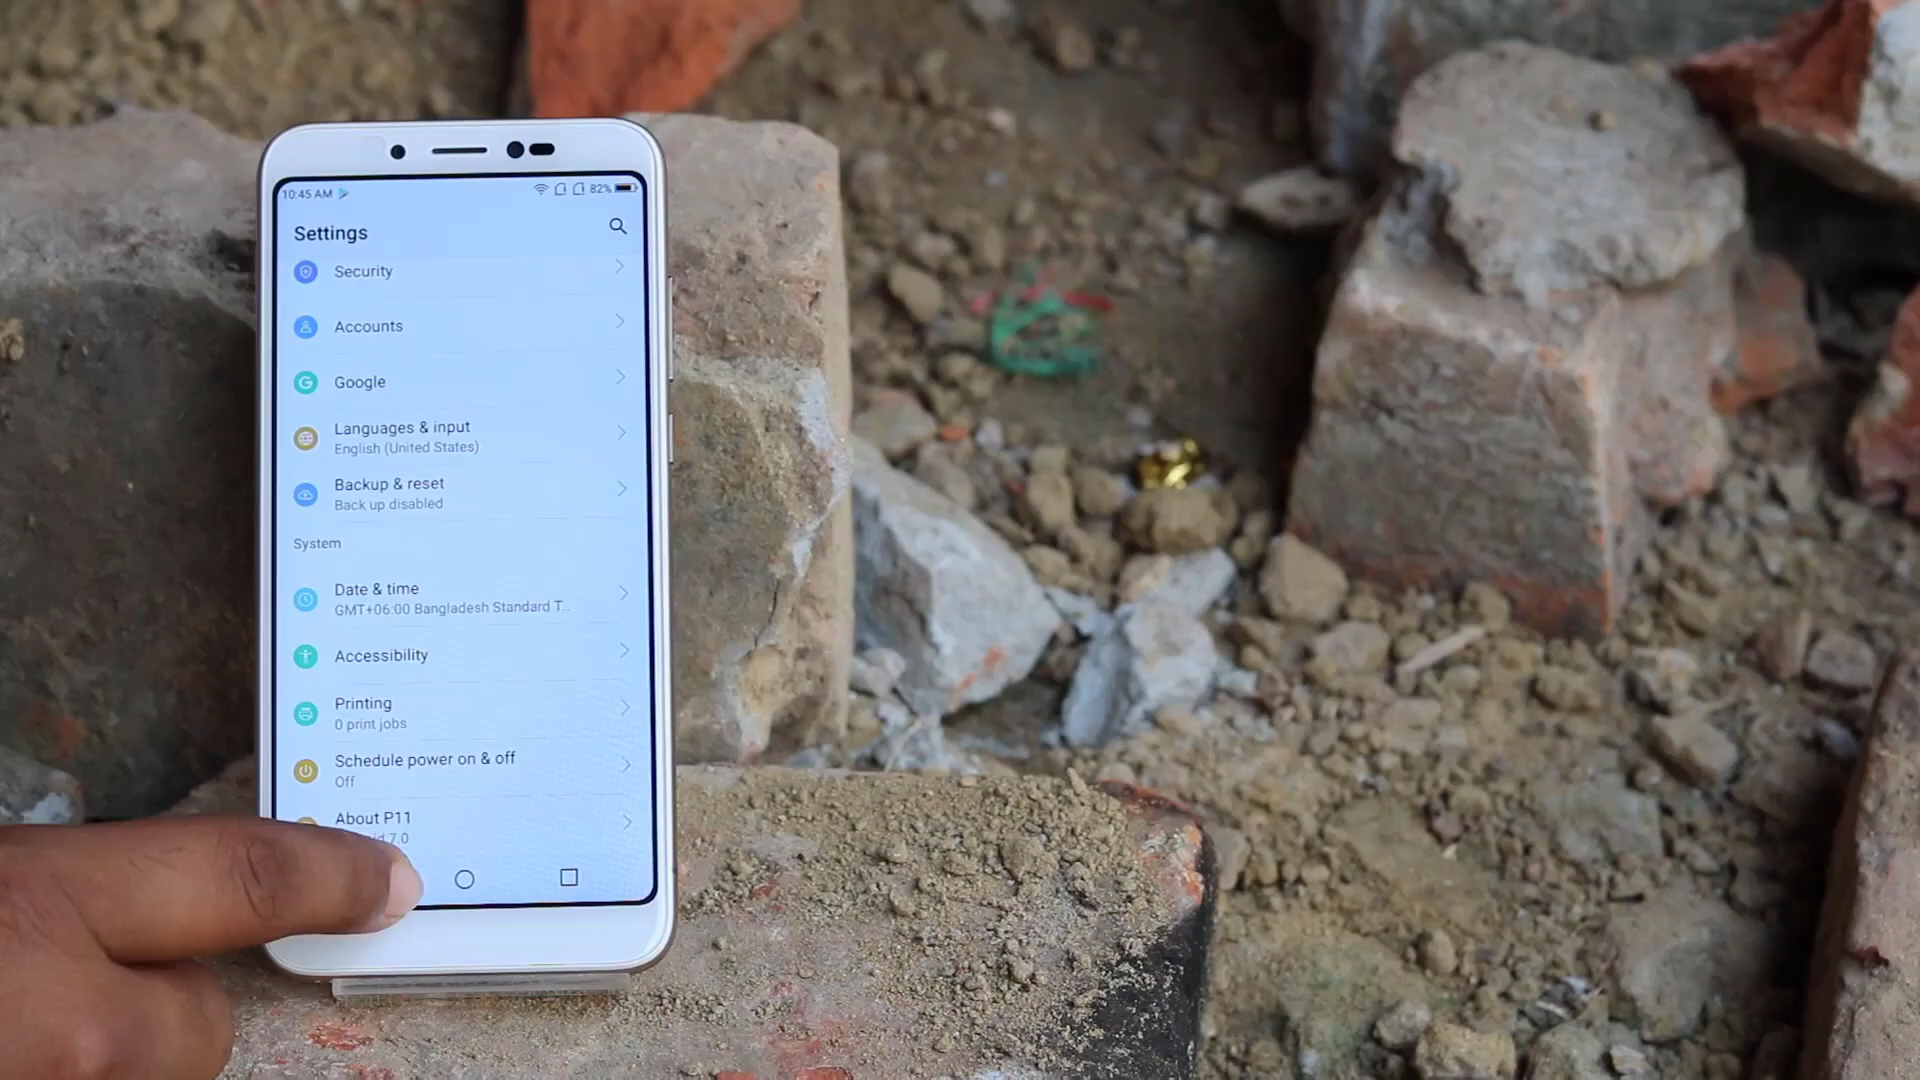 10:45 AM
82%
Settings
Security
Accounts
Google
Languages & input
English (United States)
Backup & reset
Back up disabled
System
Date & time
GMT+06:00 Bangladesh Standard T...
Accessibility
Printing
0 print jobs
Schedule power on & off
Off
About P11
7.0